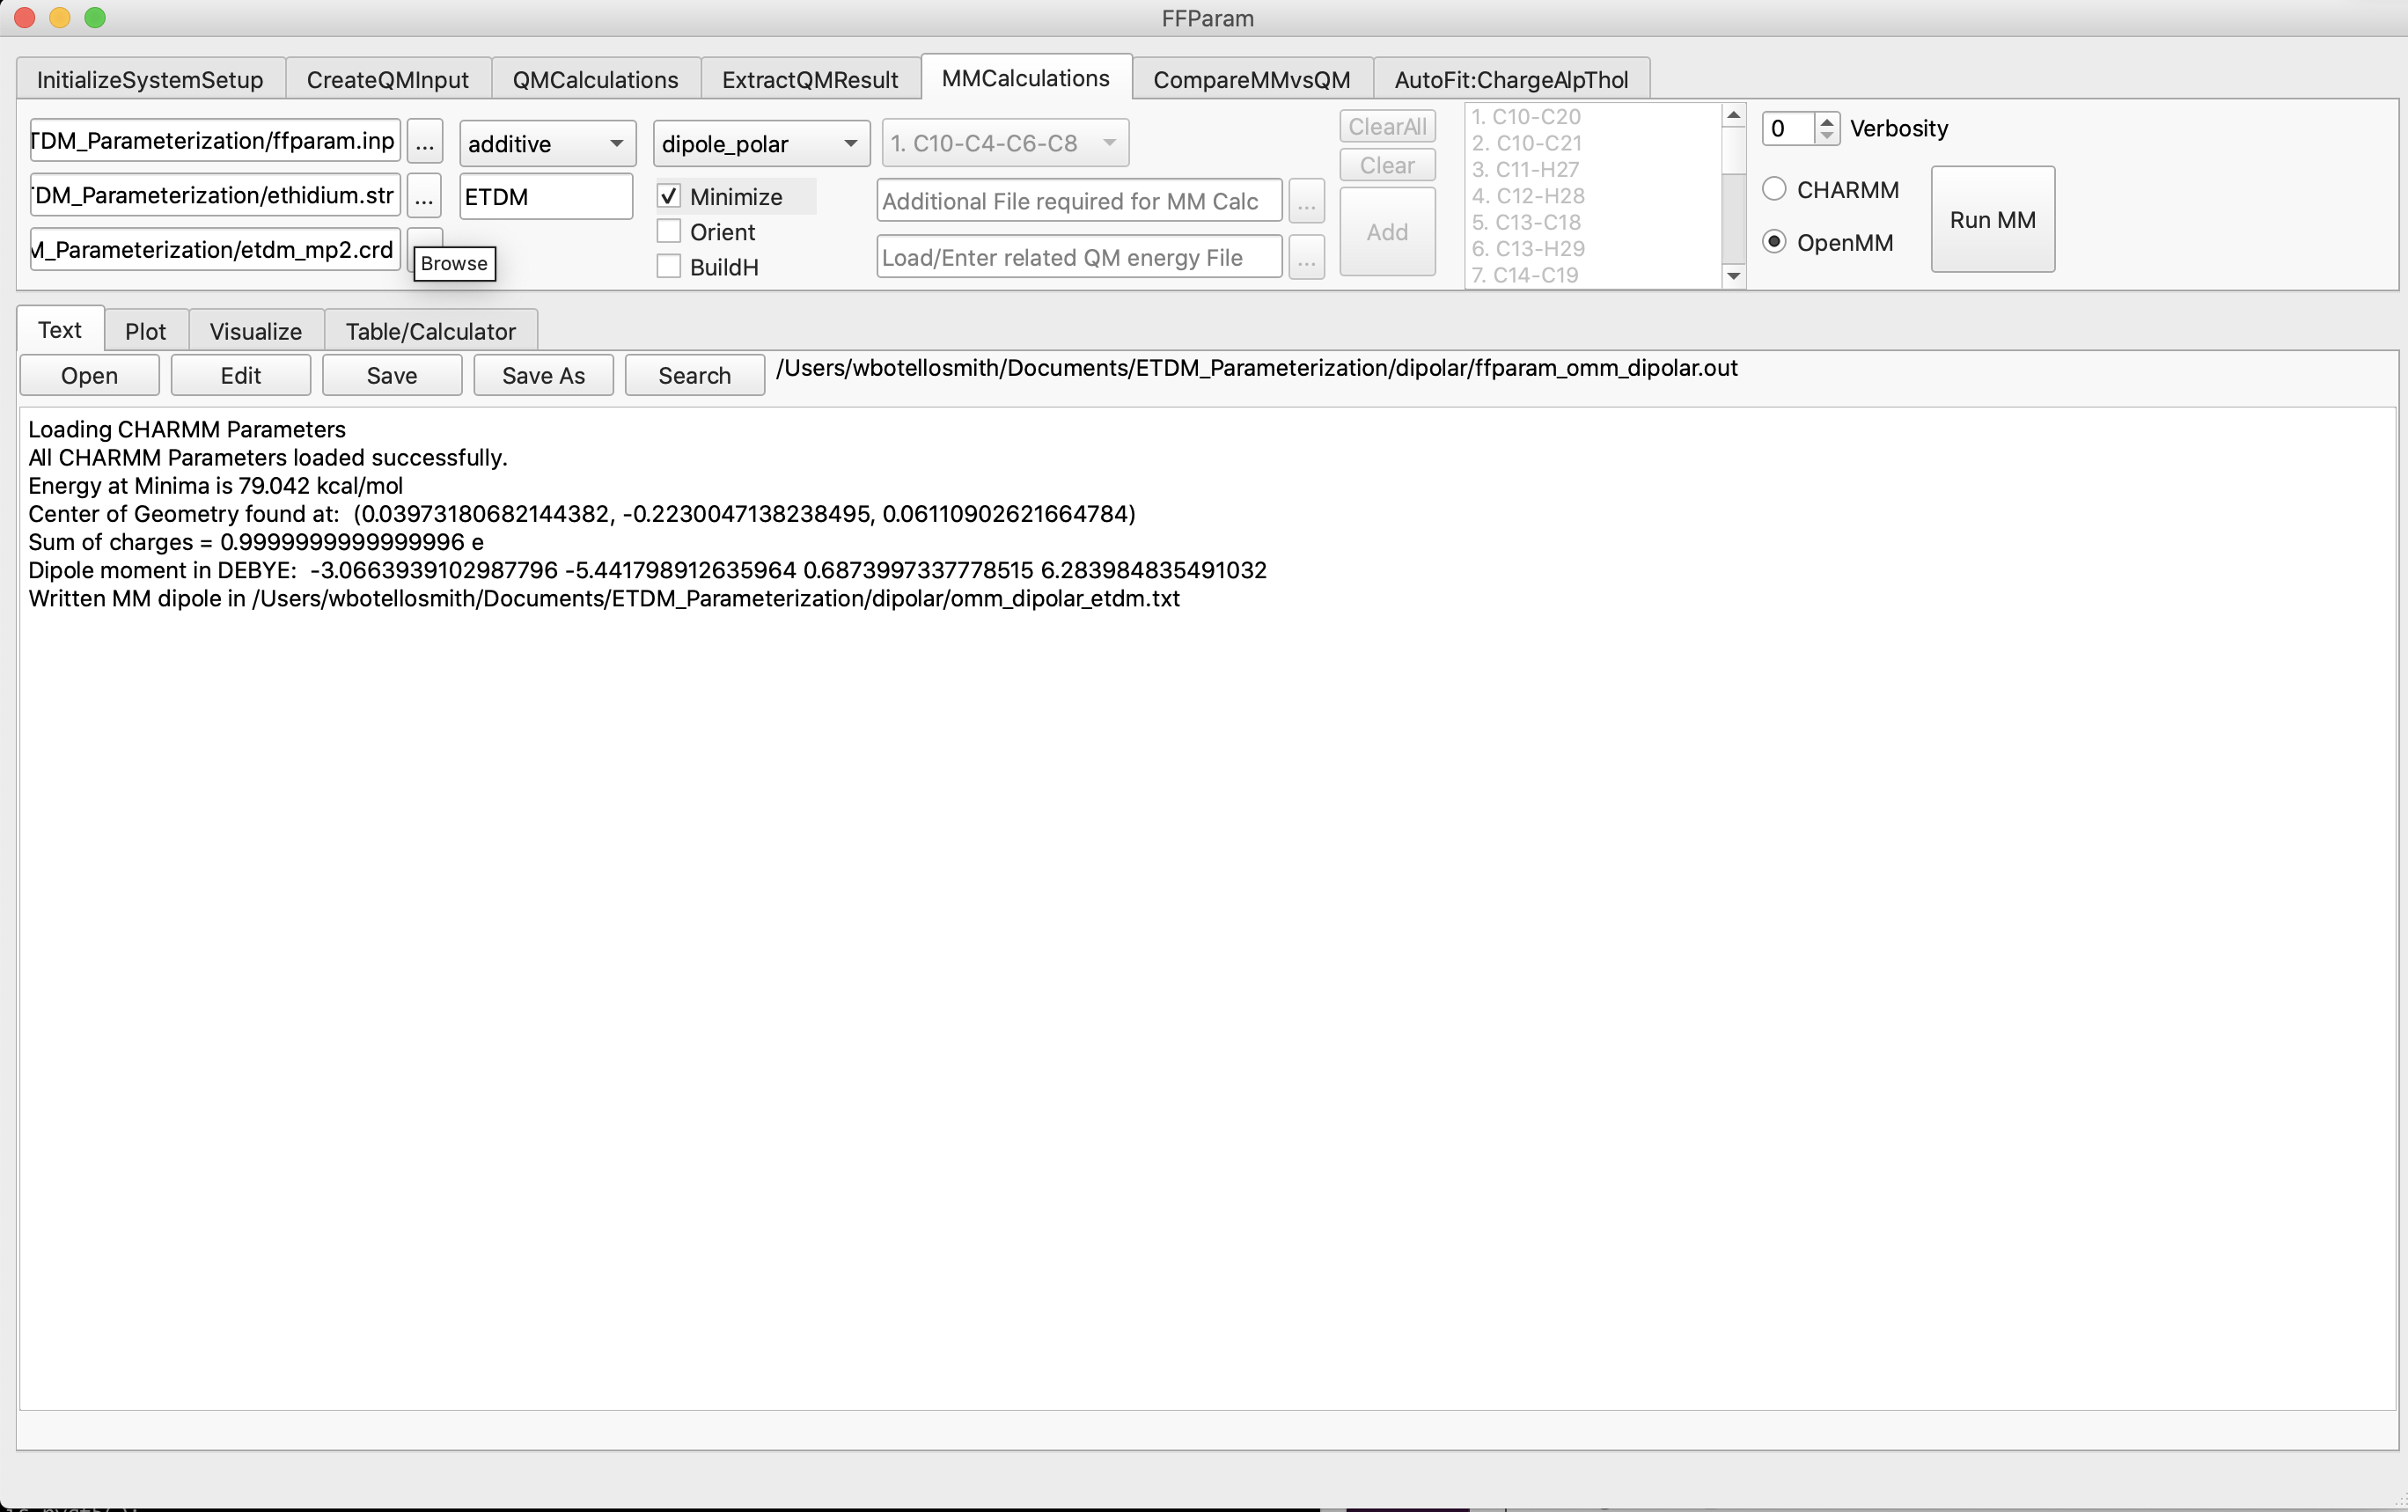 FFParam
InitializeSystemSetup CreateQMInput QMCalculations ExtractQMResult MMCalculations CompareMMvsQM AutoFit:ChargeAlpThol
TDM_Parameterization/ffparam.inp ... additive dipole_polar 1. C10-C4-C6-C8
DM_Parameterization/ethidium.str ... ETDM
M_Parameterization/etdm_mp2.crd
Browse
Minimize
Orient
BuildH
Additional File required for MM Calc ...
Load/Enter related QM energy File ...
ClearAll
Clear
Add
1. C10-C20
2. C10-C21
3. C11-H27
4. C12-H28
5. C13-C18
6. C13-H29
7. C14-C19
0 Verbosity
CHARMM
OpenMM
Run MM
Text Plot Visualize Table/Calculator
Open Edit Save Save As Search /Users/wbotellosmith/Documents/ETDM_Parameterization/dipolar/ffparam_omm_dipolar.out
Loading CHARMM Parameters
All CHARMM Parameters loaded successfully.
Energy at Minima is 79.042 kcal/mol
Center of Geometry found at:  (0.03973180682144382, -0.2230047138238495, 0.06110902621664784)
Sum of charges = 0.9999999999999996 e
Dipole moment in DEBYE:  -3.0663939102987796 -5.441798912635964 0.6873997337778515 6.283984835491032
Written MM dipole in /Users/wbotellosmith/Documents/ETDM_Parameterization/dipolar/omm_dipolar_etdm.txt